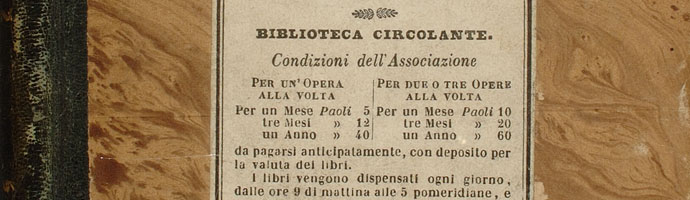 BIBLIOTECA CIRCOLANTE.
Condizioni dell'Associazione
PER UN'OPERA
ALLA VOLTA
Per un Mese Paoli 5
tre Mesi » 12
un Anno » 40
PER DUE O TRE OPERE
ALLA VOLTA
Per un Mese Paoli 10
tre Mesi » 20
un Anno » 60
da pagarsi anticipatamente, con deposito per
la valuta dei libri.
I libri vengono dispensati ogni giorno,
dalle ore 9 di mattina alle 5 pomeridiane, e